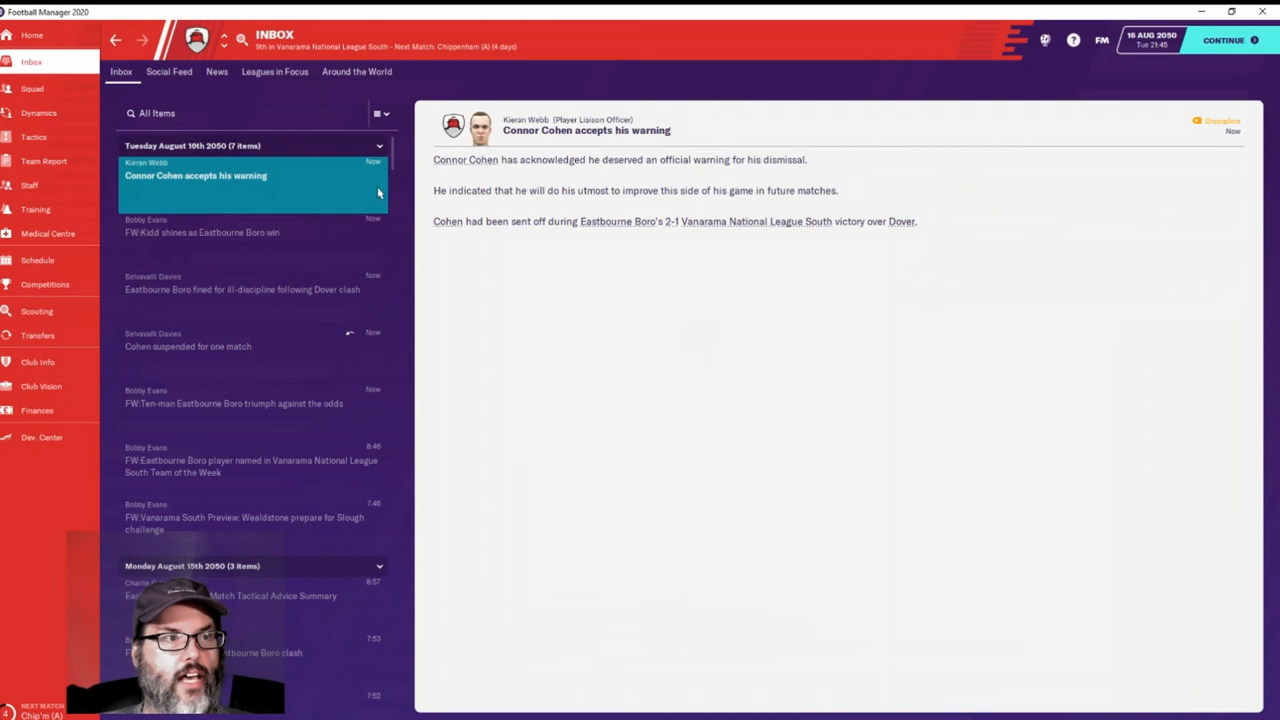 Football Manager 2020
Home
Inbox
Squad
Dynamics
Tactics
Team Report
Staff
Training
Medical Centre
Schedule
Competitions
Scouting
Transfers
Club Info
Club Vision
Finances
Dev. Center
4
NEXT MATCH
Chip'm (A)
INBOX
9th in Vanarama National League South - Next Match: Chippenham (A) (4 days)
?
FM
16 AUG 2050
Tue 21:45
CONTINUE
Inbox Social Feed News Leagues in Focus Around the World
All Items
Tuesday August 16th 2050 (7 items)
Kieran Webb Now
Connor Cohen accepts his warning
Bobby Evans Now
FW:Kidd shines as Eastbourne Boro win
Selvavalli Davies Now
Eastbourne Boro fined for ill-discipline following Dover clash
Selvavalli Davies Now
Cohen suspended for one match
Bobby Evans Now
FW:Ten-man Eastbourne Boro triumph against the odds
Bobby Evans 8:46
FW:Eastbourne Boro player named in Vanarama National League
South Team of the Week
Bobby Evans 7:46
FW:Vanarama South Preview: Wealdstone prepare for Slough
challenge
Monday August 15th 2050 (3 items)
Charlie 8:57
Match Tactical Advice Summary
7:53
tbourne Boro clash
7:52
Kieran Webb (Player Liaison Officer)
Connor Cohen accepts his warning
Discipline
Now
Connor Cohen has acknowledged he deserved an official warning for his dismissal.
He indicated that he will do his utmost to improve this side of his game in future matches.
Cohen had been sent off during Eastbourne Boro's 2-1 Vanarama National League South victory over Dover.